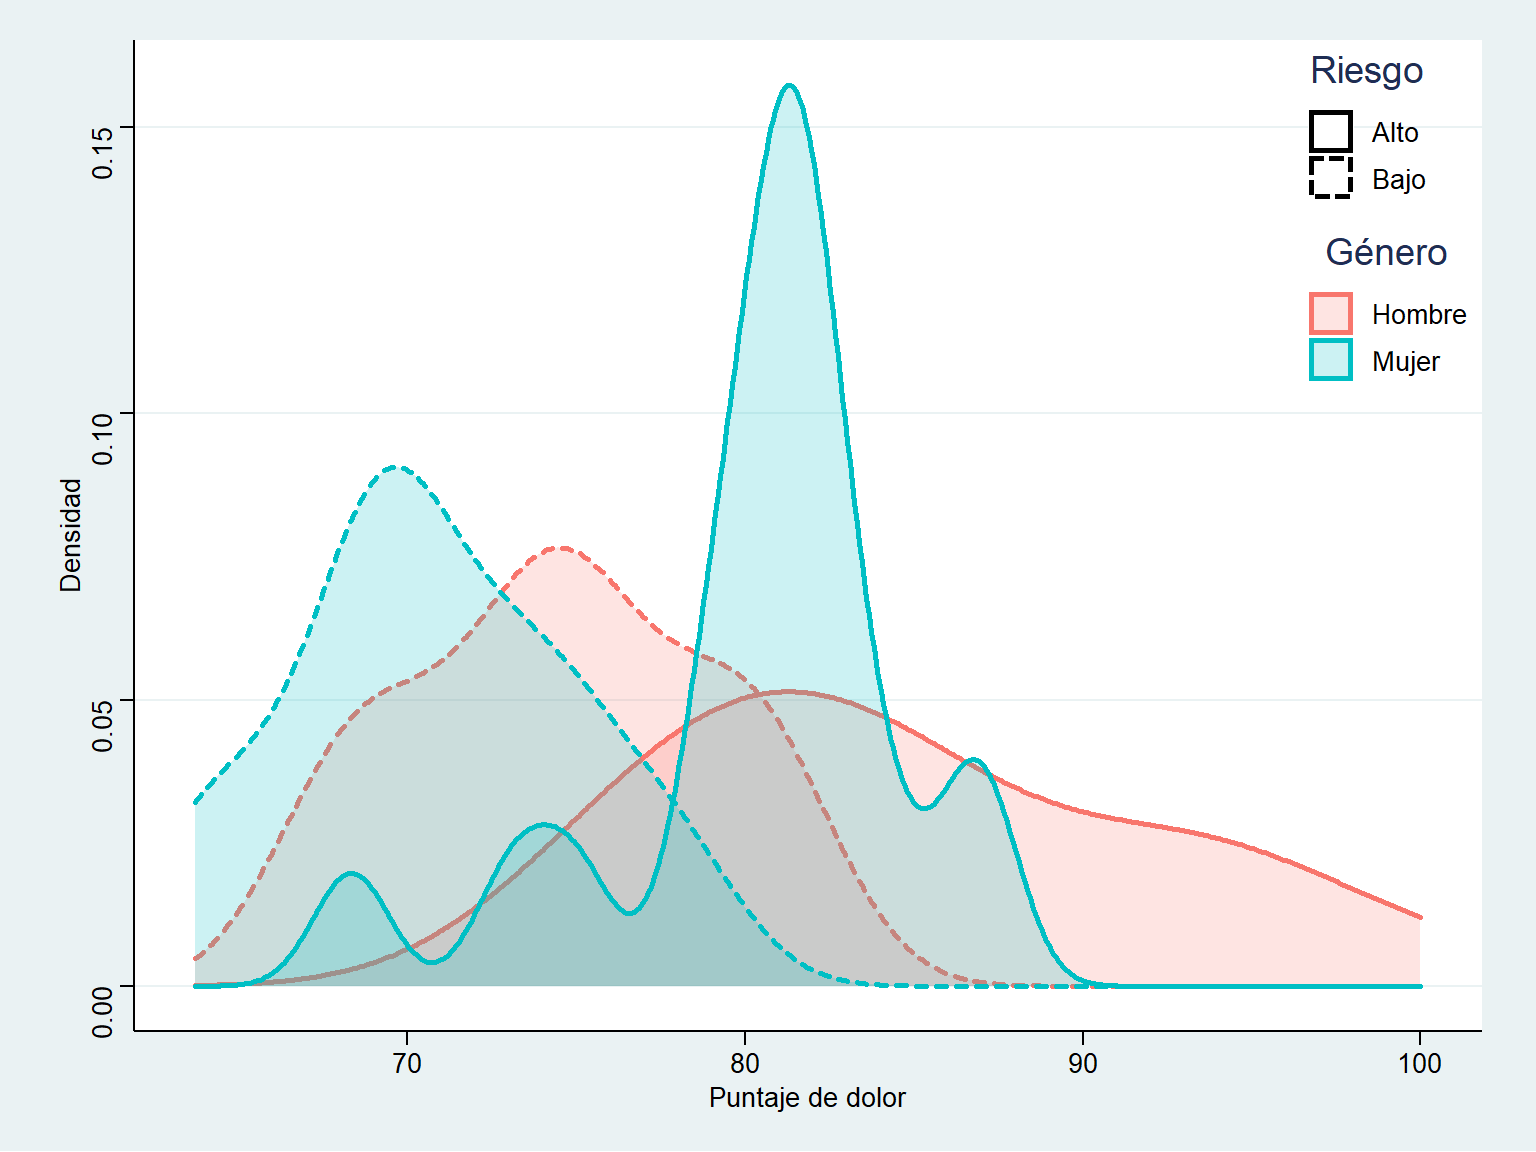 Riesgo
Alto
Bajo
Género
Hombre
Mujer
Densidad
0.15
0.10
0.05
0.00
70 80 90 100
Puntaje de dolor